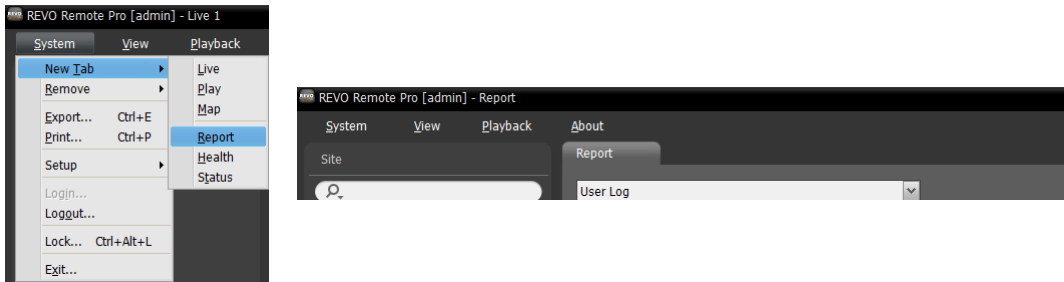 REVO REVO Remote Pro [admin] - Live 1
System View Playback
New Tab
Remove
Export... Ctrl+E
Print... Ctrl+P
Setup
Login...
Logout...
Lock... Ctrl+Alt+L
Exit...
Live
Play
Map
Report
Health
Status
REVO REVO Remote Pro [admin] - Report
System View Playback About
Site
Report
User Log